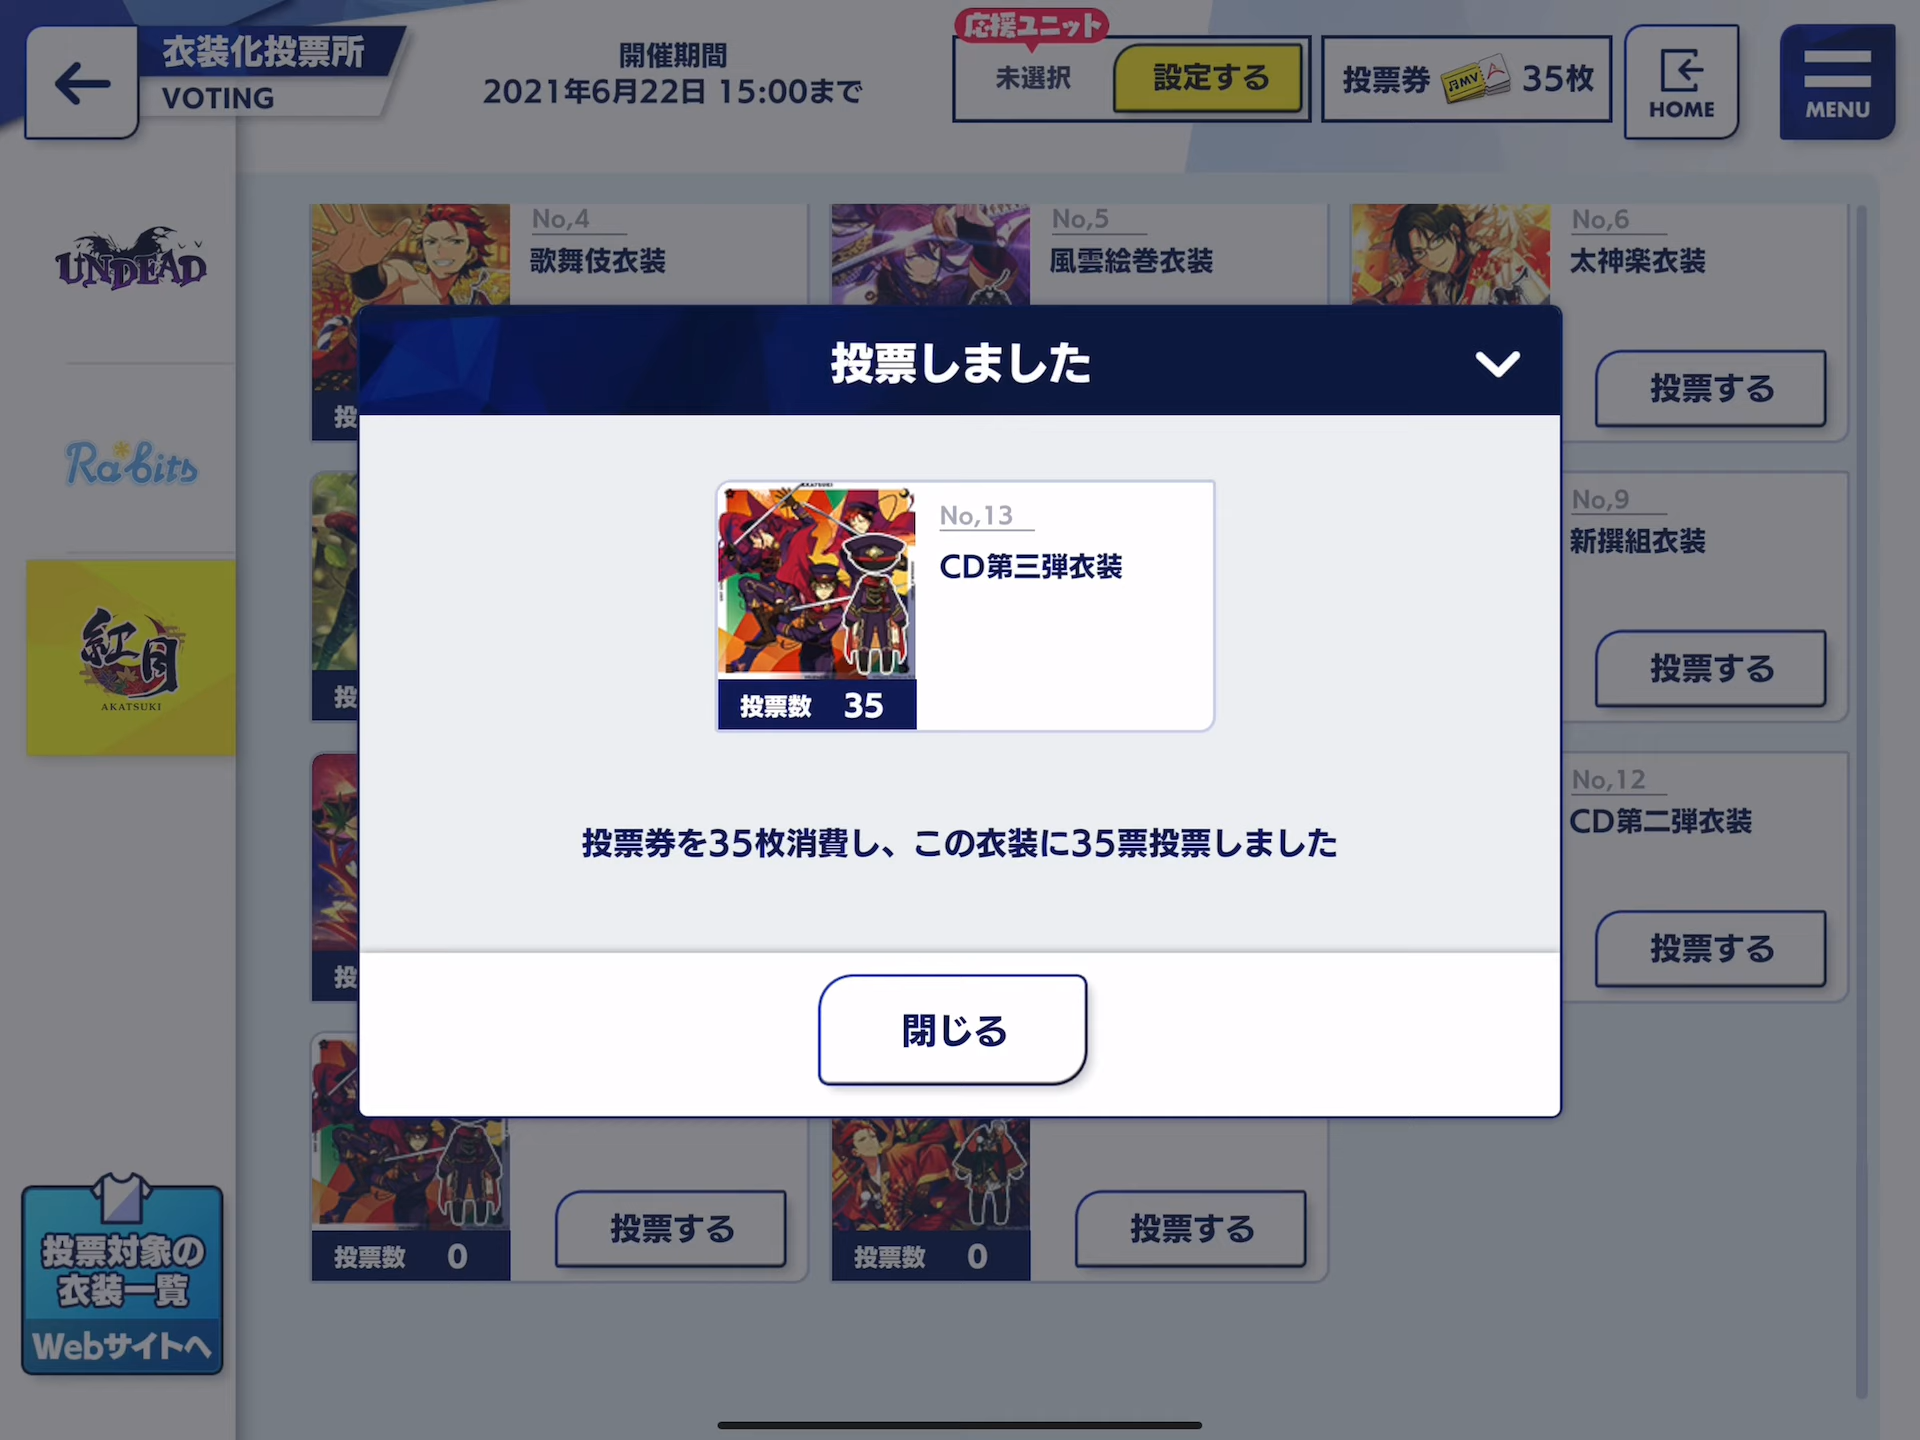 衣装化投票所
VOTING
開催期間
2021年6月22日 15:00まで
応援ユニット
未選択
設定する
投票券
MV
35枚
HOME
MENU
UNDEAD
Ra*bits
紅月
AKATSUKI
投票対象の
衣装一覧
Webサイトへ
No,4
歌舞伎衣装
No,5
風雲絵巻衣装
No,6
太神楽衣装
投票する
投
投票しました
AKATSUKI
No,13
CD第三弾衣装
投票数 35
投票券を35枚消費し、この衣装に35票投票しました
閉じる
投
No,9
新撰組衣装
投票する
投
No,12
CD第二弾衣装
投票する
投票数 0
投票する
投票数 0
投票する